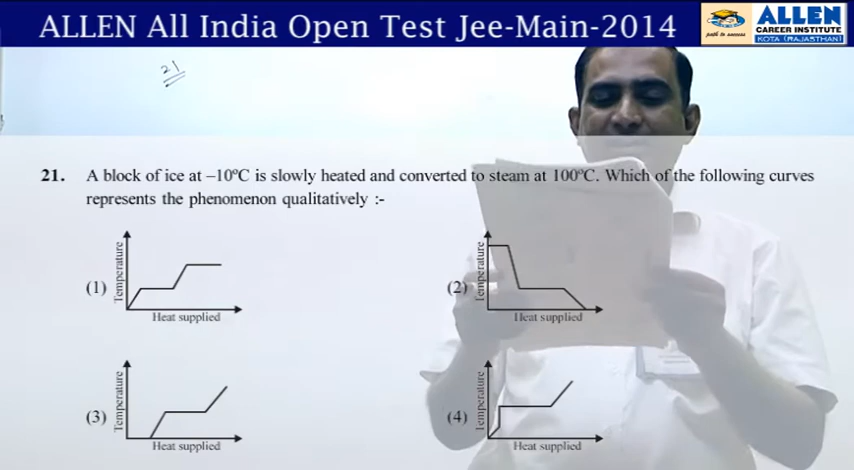 ALLEN All India Open Test Jee-Main-2014
path to success
ALLEN
CAREER INSTITUTE
KOTA (RAJASTHAN)
21
21. A block of ice at –10ºC is slowly heated and converted to steam at 100ºC. Which of the following curves
represents the phenomenon qualitatively :-
(1) Temperature
Heat supplied
(2) Temperature
Heat supplied
(3) Temperature
Heat supplied
(4) Temperature
Heat supplied